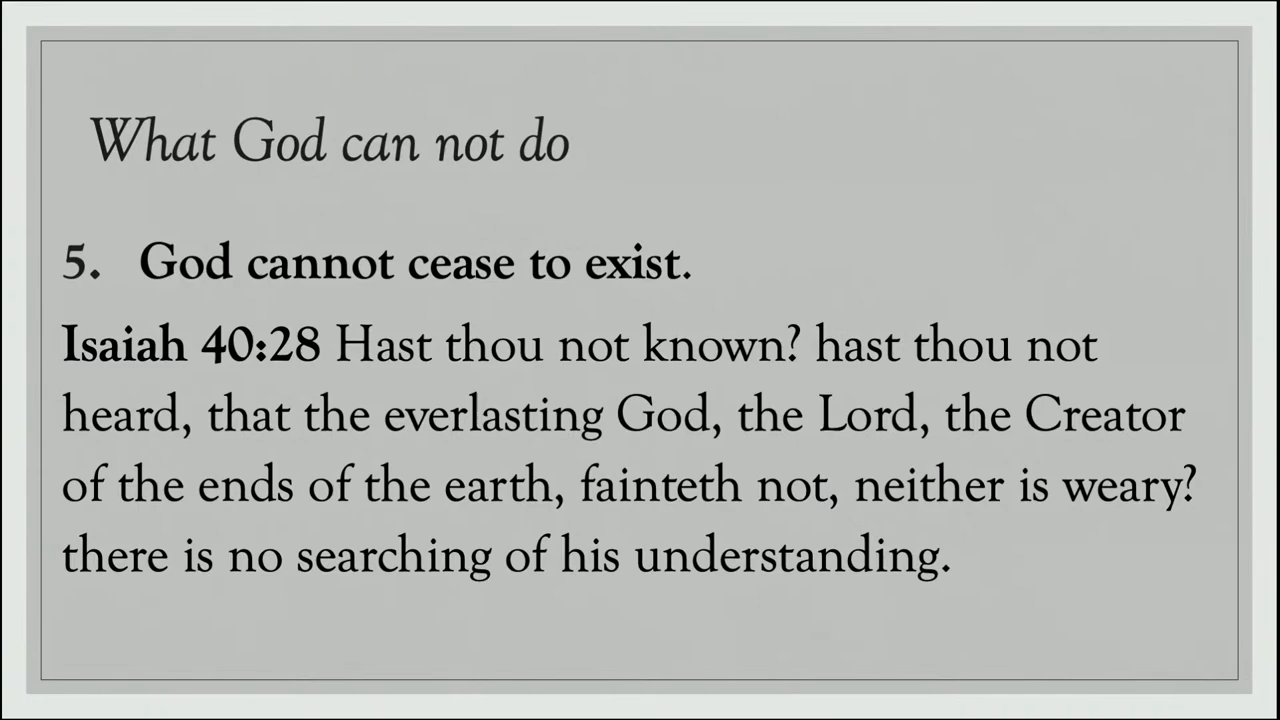 What God can not do
5. God cannot cease to exist.
Isaiah 40:28 Hast thou not known? hast thou not
heard, that the everlasting God, the Lord, the Creator
of the ends of the earth, fainteth not, neither is weary?
there is no searching of his understanding.